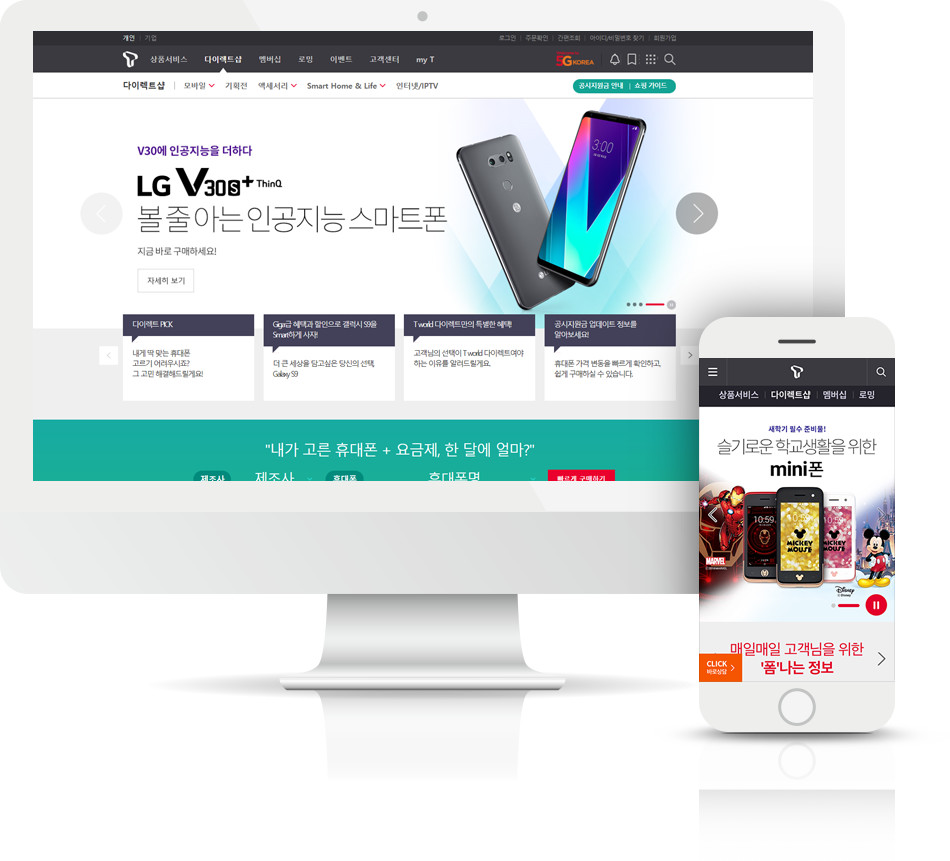 개인 | 기업
로그인 | 주문확인 | 간편조회 | 아이디/비밀번호 찾기 | 회원가입
상품서비스 다이렉트샵 멤버십 로밍 이벤트 고객센터 my T
5G KOREA
다이렉트샵 | 모바일 기획전 액세서리 Smart Home & Life 인터넷/IPTV
공시지원금 안내 | 쇼핑 가이드
V30에 인공지능을 더하다
LG V30S+ ThinQ
볼 줄 아는 인공지능 스마트폰
지금 바로 구매하세요!
자세히 보기
3:00
다이렉트 PICK
내게 딱 맞는 휴대폰
고르기 어려우시죠?
그 고민 해결해드릴게요!
Giga급 혜택과 할인으로 갤럭시 S9을
Smart하게 사자!
더 큰 세상을 담고싶은 당신의 선택,
Galaxy S9
T world 다이렉트만의 특별한 혜택!
고객님의 선택이 T world 다이렉트여야
하는 이유를 알려드릴게요.
공시지원금 업데이트 정보를
알아보세요!
휴대폰 가격 변동을 빠르게 확인하고,
쉽게 구매하실 수 있습니다.
"내가 고른 휴대폰 + 요금제, 한 달에 얼마?"
제조사 제조사 휴대폰 휴대폰명 빠르게 구매하기
상품서비스 | 다이렉트샵 | 멤버십 | 로밍
새학기 필수 준비물!
슬기로운 학교생활을 위한
mini폰
10:59
10:59
10:59
MICKEY
MOUSE
MICKEY
MOUSE
MARVEL
Disney
매일매일 고객님을 위한
'폼'나는 정보
CLICK
바로상담